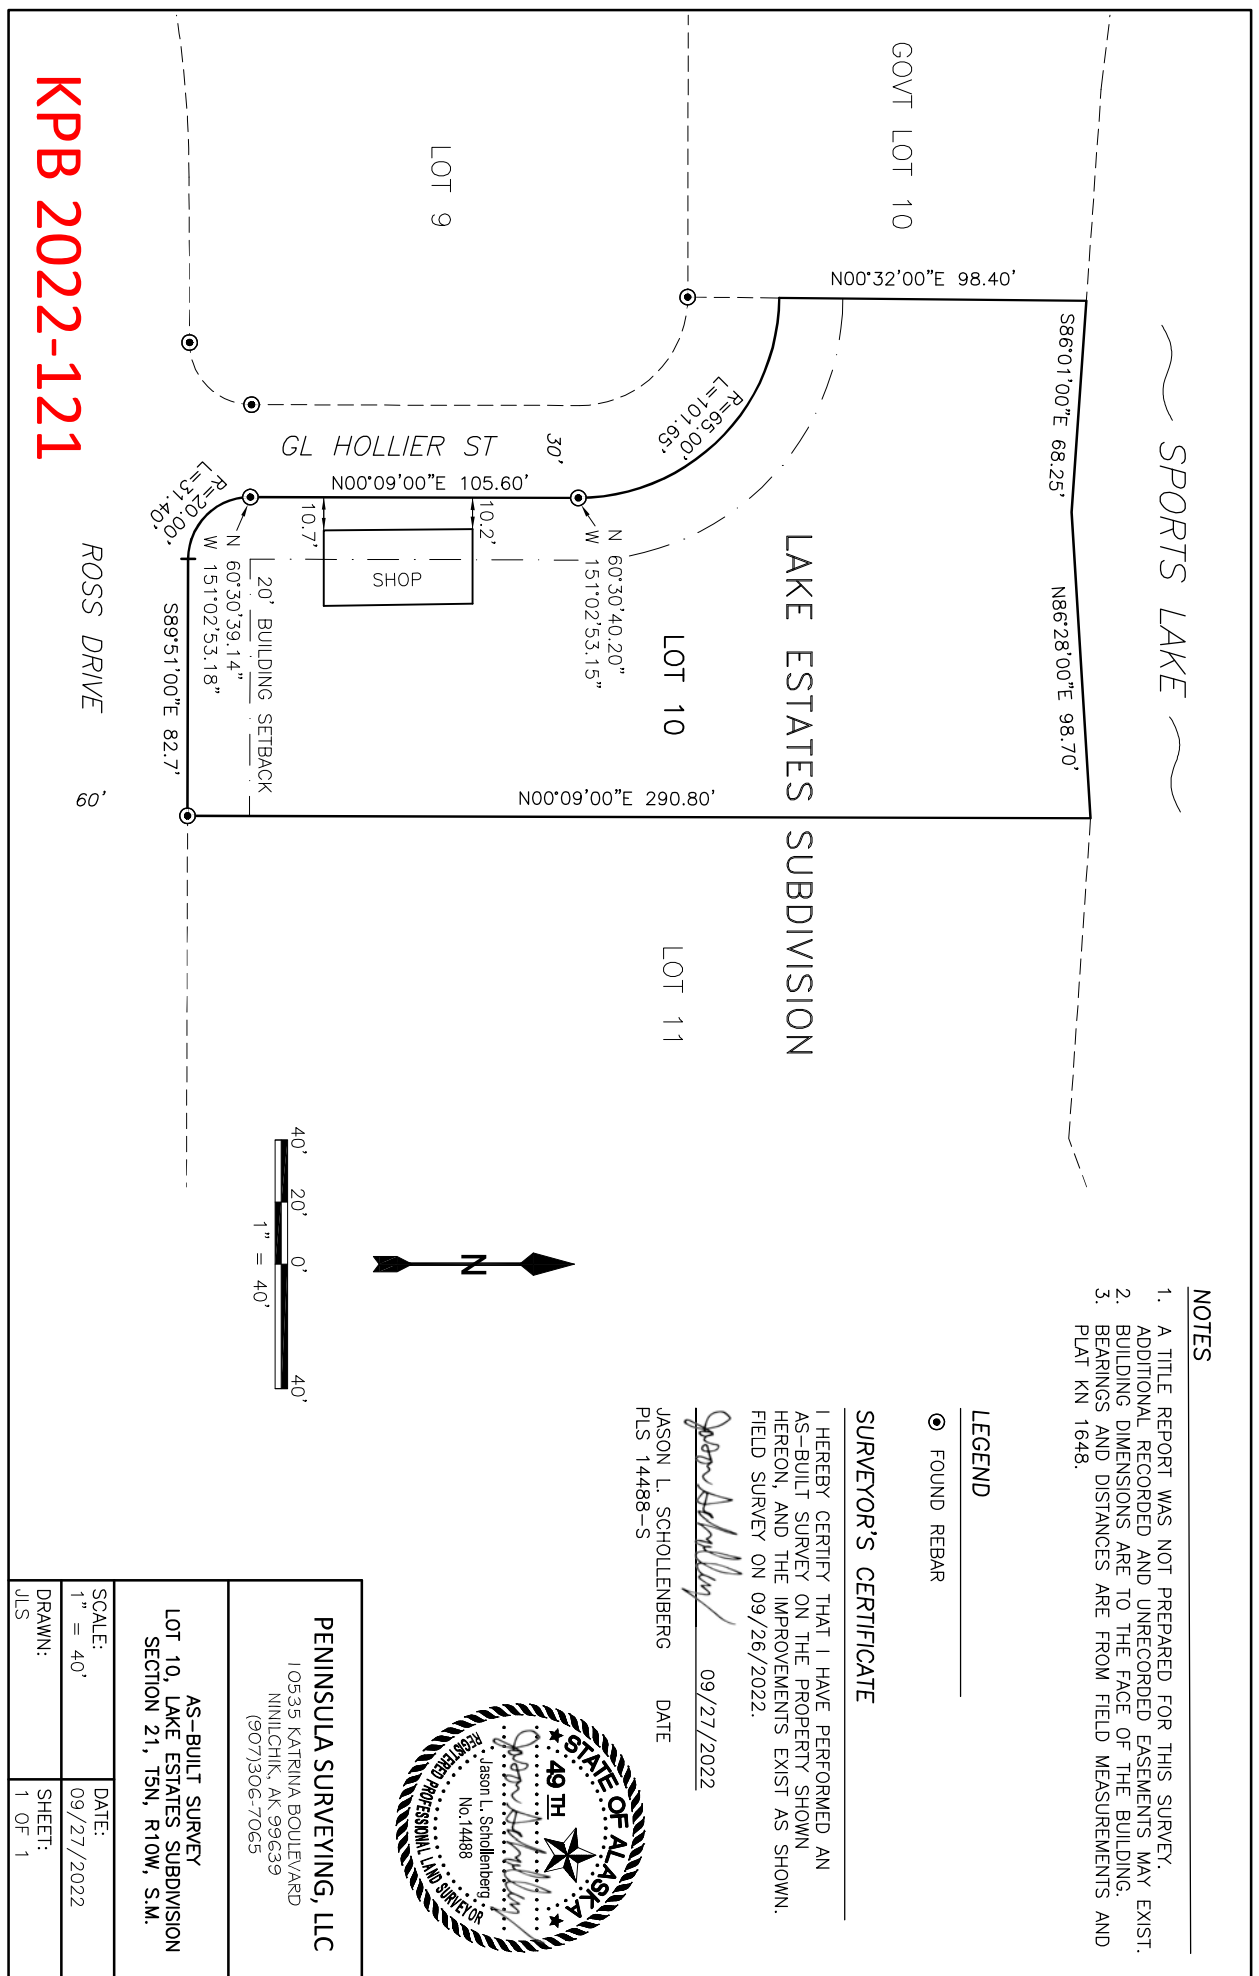 KPB 2022-121
SPORTS LAKE
GOVT LOT 10
LOT 9
N00°32'00"E 98.40'
S86°01'00"E 68.25'
N86°28'00"E 98.70'
R=65.00'
L=101.65'
GL HOLLIER ST
30'
N00°09'00"E 105.60'
10.7'
10.2'
SHOP
N 60°30'40.20"
W 151°02'53.15"
LAKE ESTATES SUBDIVISION
LOT 10
R=20.00'
L=31.40'
N 60°30'39.14"
W 151°02'53.18"
20' BUILDING SETBACK
S89°51'00"E 82.7'
ROSS DRIVE
60'
N00°09'00"E 290.80'
LOT 11
40'
20'
0'
40'
1" = 40'
N
NOTES
1. A TITLE REPORT WAS NOT PREPARED FOR THIS SURVEY.
ADDITIONAL RECORDED AND UNRECORDED EASEMENTS MAY EXIST.
2. BUILDING DIMENSIONS ARE TO THE FACE OF THE BUILDING.
3. BEARINGS AND DISTANCES ARE FROM FIELD MEASUREMENTS AND
PLAT KN 1648.
LEGEND
FOUND REBAR
SURVEYOR'S CERTIFICATE
I HEREBY CERTIFY THAT I HAVE PERFORMED AN
AS-BUILT SURVEY ON THE PROPERTY SHOWN
HEREON, AND THE IMPROVEMENTS EXIST AS SHOWN.
FIELD SURVEY ON 09/26/2022.
09/27/2022
JASON L. SCHOLLENBERG DATE
PLS 14488-S
STATE OF ALASKA
49 TH
Jason L. Schollenberg
No.14488
REGISTERED PROFESSIONAL LAND SURVEYOR
PENINSULA SURVEYING, LLC
10535 KATRINA BOULEVARD
NINILCHIK, AK 99639
(907)306-7065
AS-BUILT SURVEY
LOT 10, LAKE ESTATES SUBDIVISION
SECTION 21, T5N, R10W, S.M.
SCALE:
1" = 40'
DATE:
09/27/2022
DRAWN:
JLS
SHEET:
1 OF 1